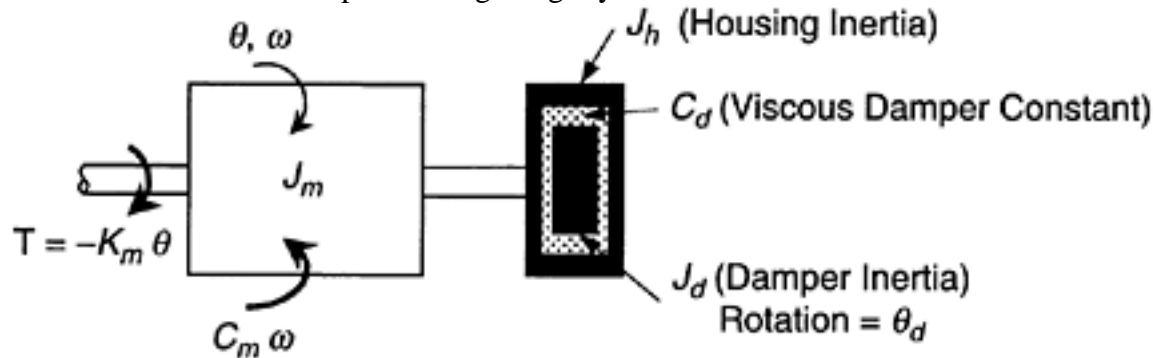 θ, ω
J_h (Housing Inertia)
C_d (Viscous Damper Constant)
J_m
T = –K_m θ
J_d (Damper Inertia)
Rotation = θ_d
C_m ω